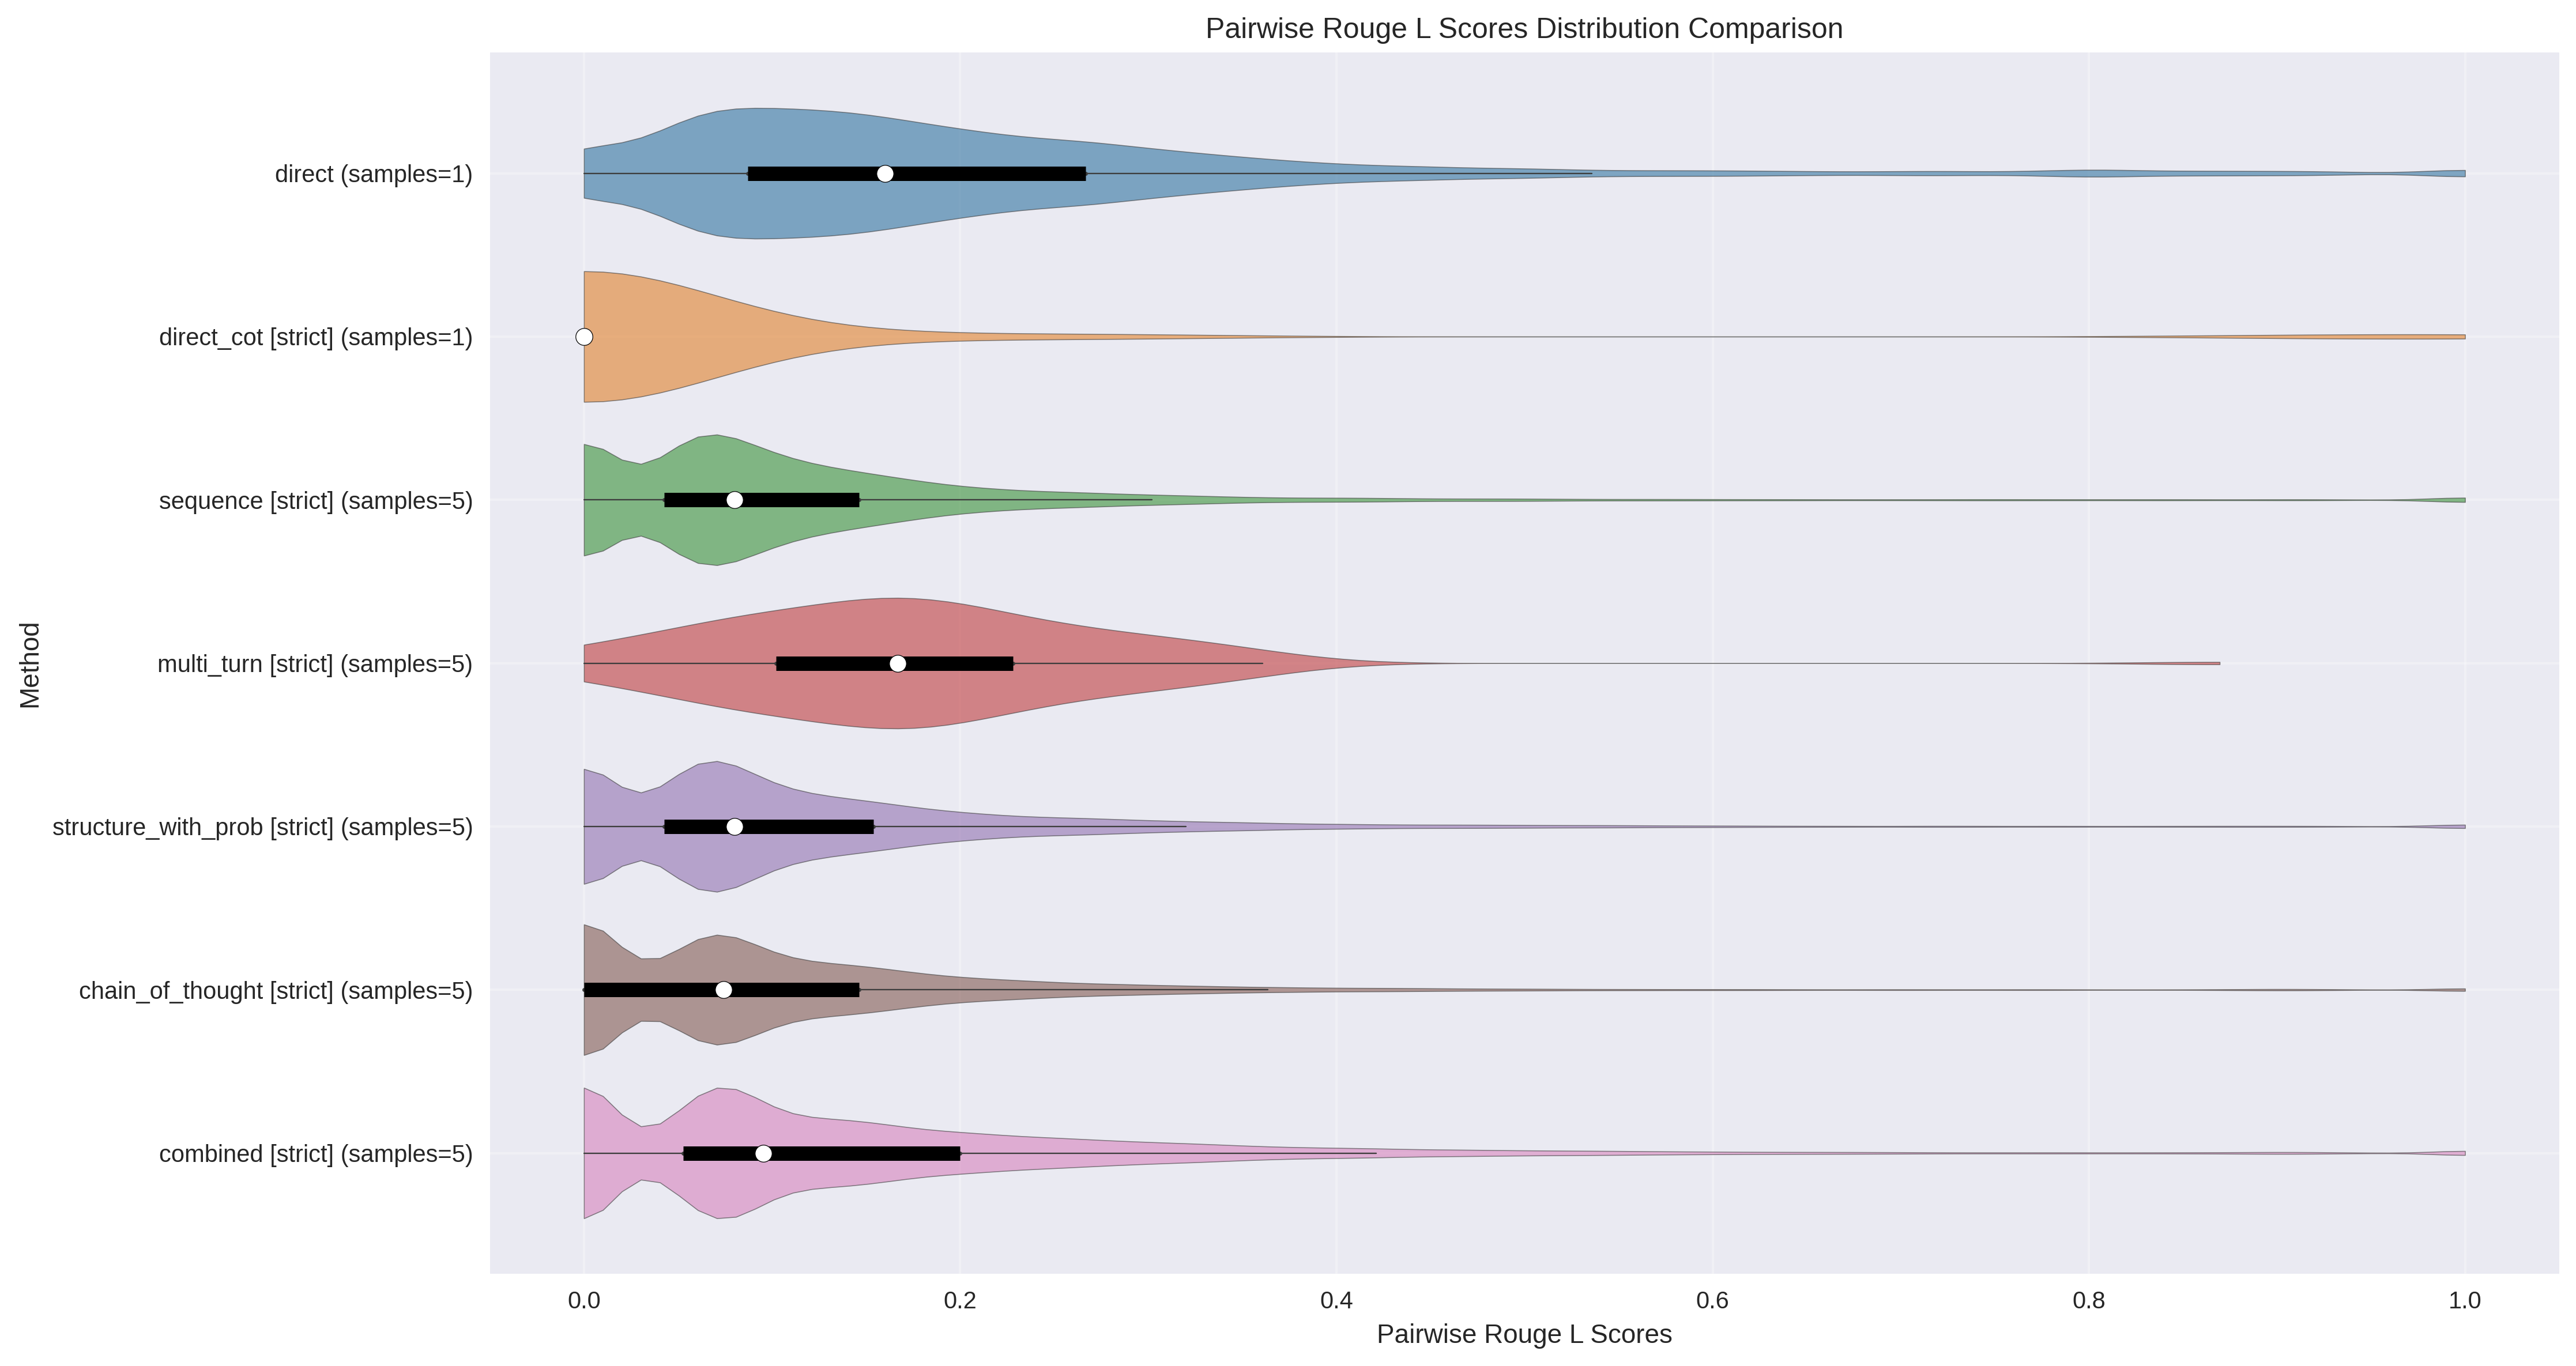 Pairwise Rouge L Scores Distribution Comparison
direct (samples=1)
direct_cot [strict] (samples=1)
sequence [strict] (samples=5)
multi_turn [strict] (samples=5)
structure_with_prob [strict] (samples=5)
chain_of_thought [strict] (samples=5)
combined [strict] (samples=5)
Method
0.0 0.2 0.4 0.6 0.8 1.0
Pairwise Rouge L Scores